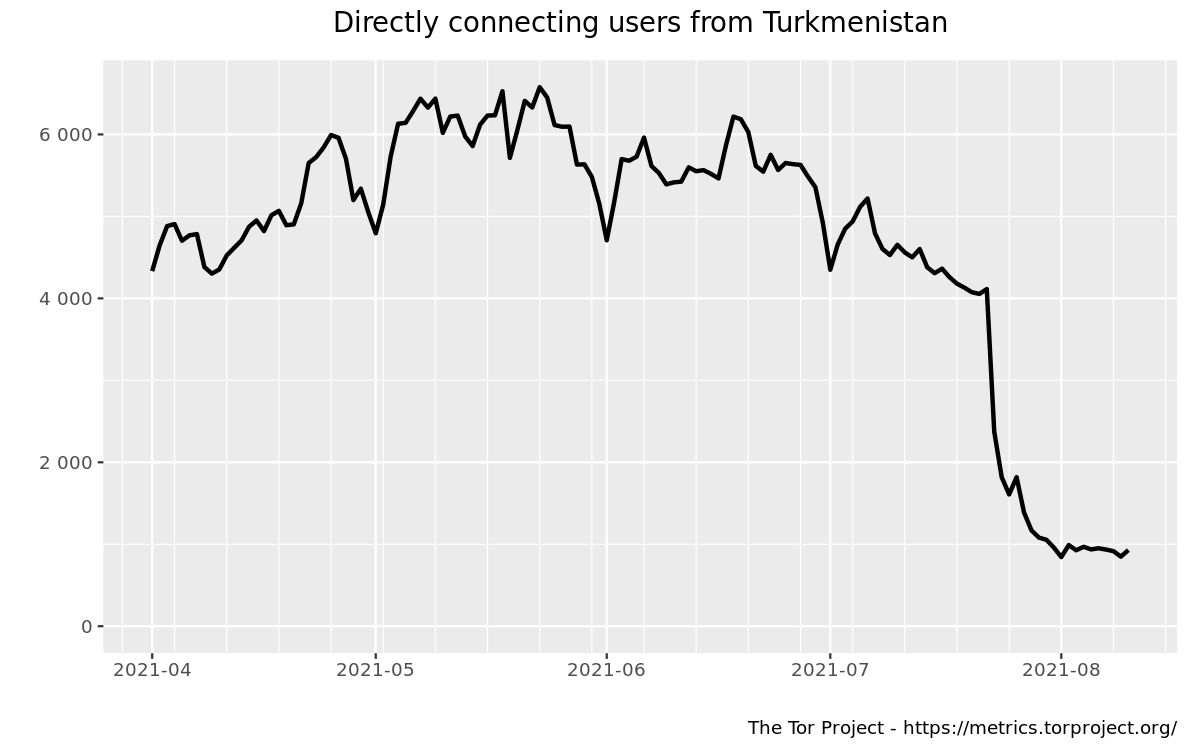 Directly connecting users from Turkmenistan
6 000
4 000
2 000
0
2021-04 2021-05 2021-06 2021-07 2021-08
The Tor Project - https://metrics.torproject.org/